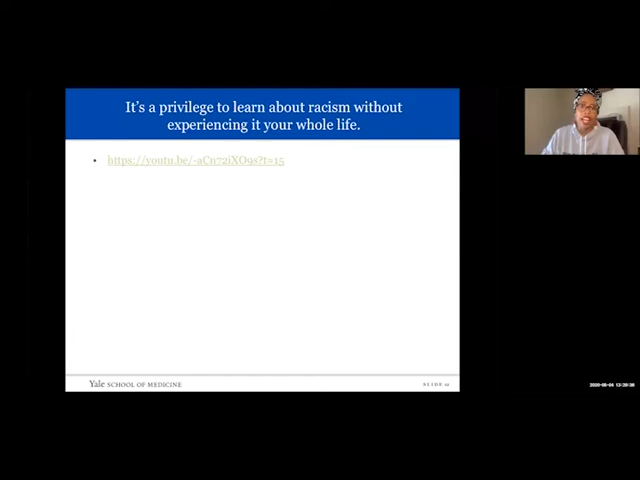 It's a privilege to learn about racism without
experiencing it your whole life.
• https://youtu.be/-aCn72iXO9s?t=15
Yale SCHOOL OF MEDICINE